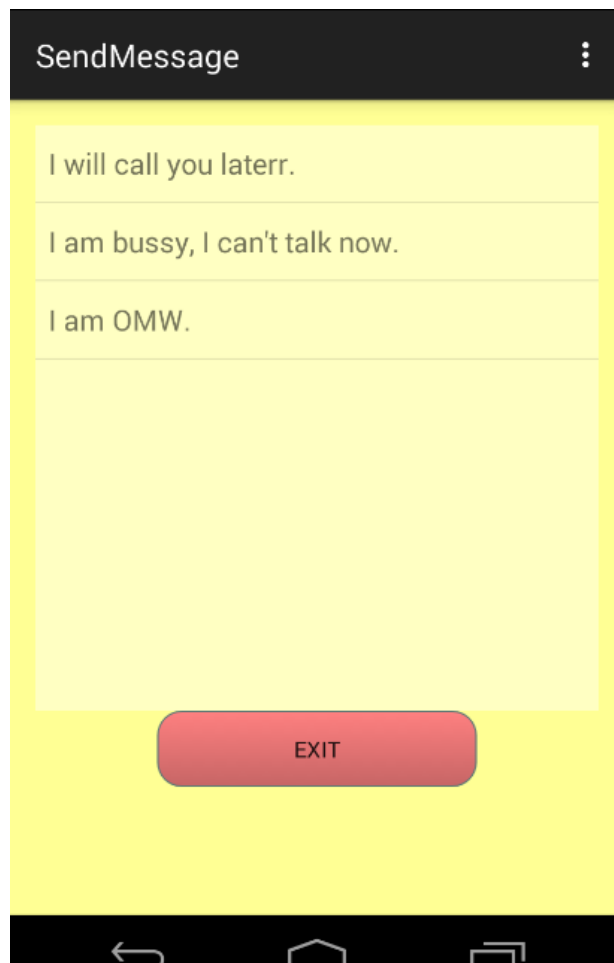 SendMessage
I will call you laterr.
I am bussy, I can't talk now.
I am OMW.
EXIT